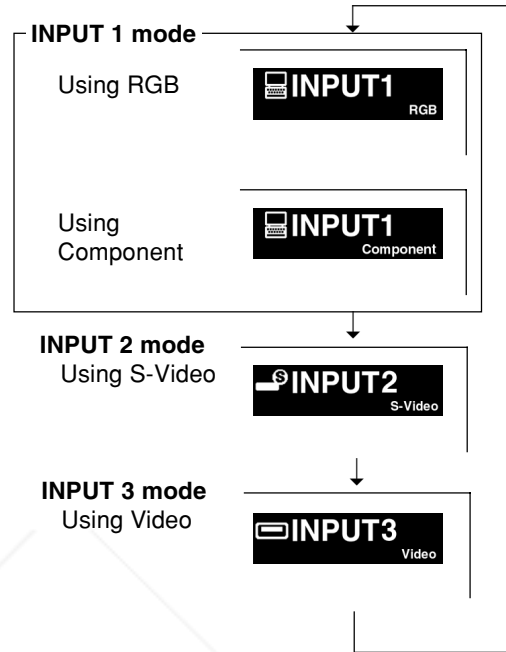 INPUT 1 mode
Using RGB
INPUT1
RGB
Using
Component
INPUT1
Component
INPUT 2 mode
Using S-Video
S
INPUT2
S-Video
INPUT 3 mode
Using Video
INPUT3
Video